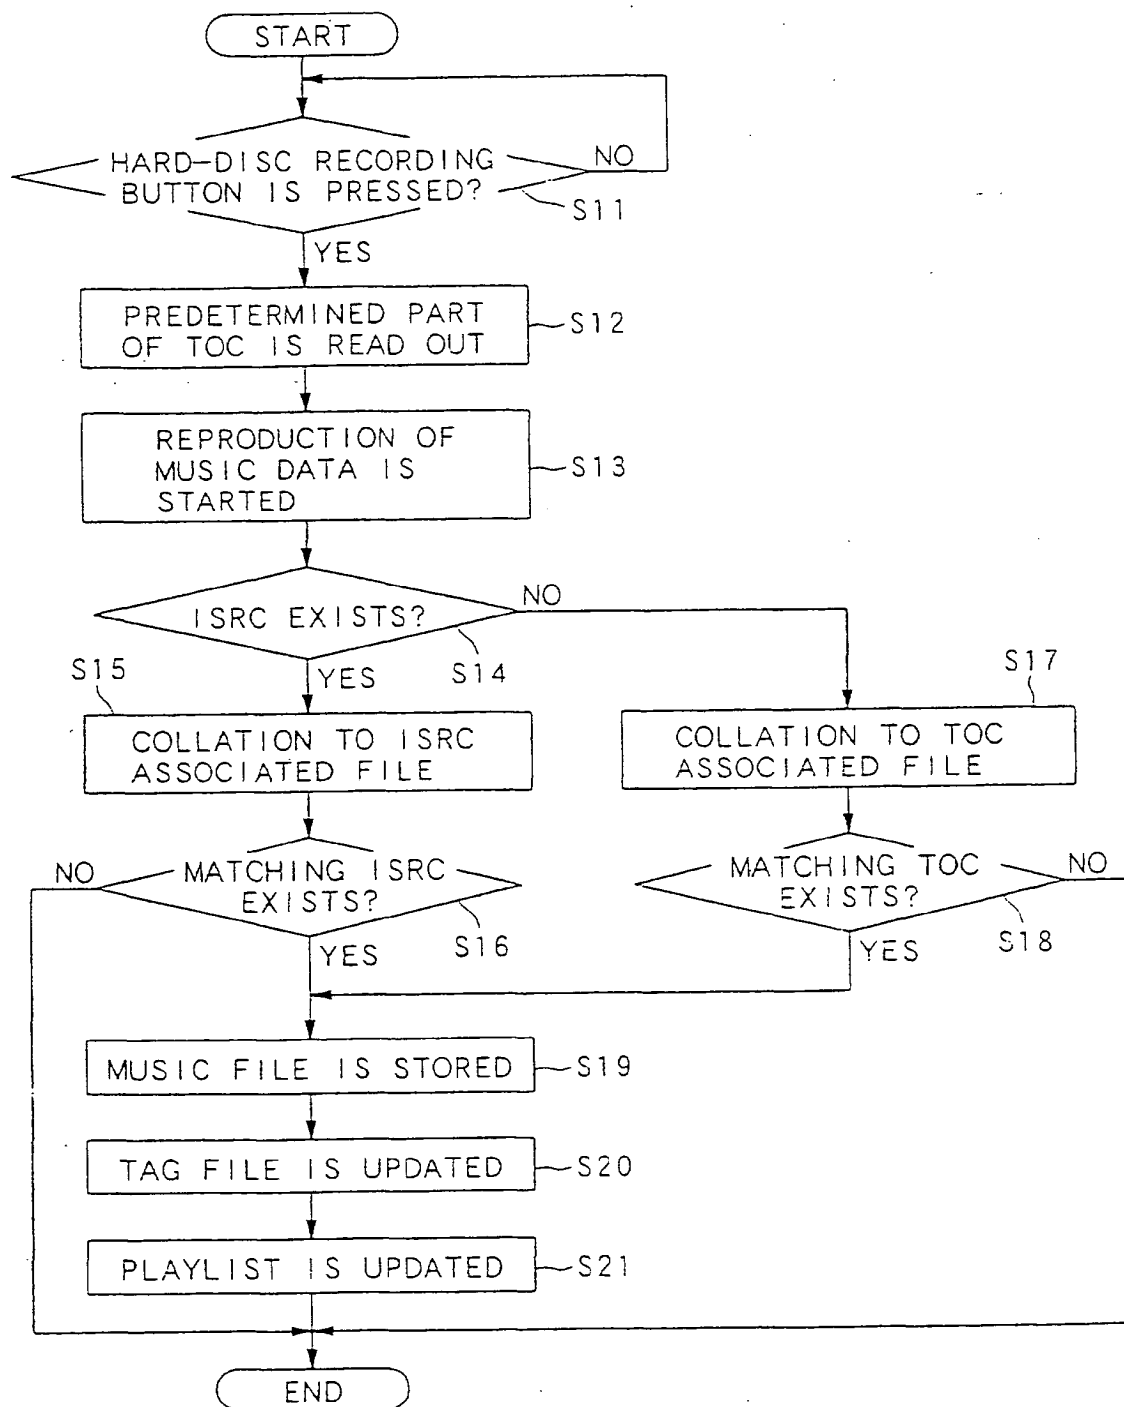 START
HARD-DISC RECORDING
BUTTON IS PRESSED?
NO
S11
YES
PREDETERMINED PART
OF TOC IS READ OUT
S12
REPRODUCTION OF
MUSIC DATA IS
STARTED
S13
ISRC EXISTS?
NO
S14
YES
S15
S17
COLLATION TO ISRC
ASSOCIATED FILE
COLLATION TO TOC
ASSOCIATED FILE
NO
MATCHING ISRC
EXISTS?
S16
YES
MATCHING TOC
EXISTS?
NO
S18
YES
MUSIC FILE IS STORED
S19
TAG FILE IS UPDATED
S20
PLAYLIST IS UPDATED
S21
END